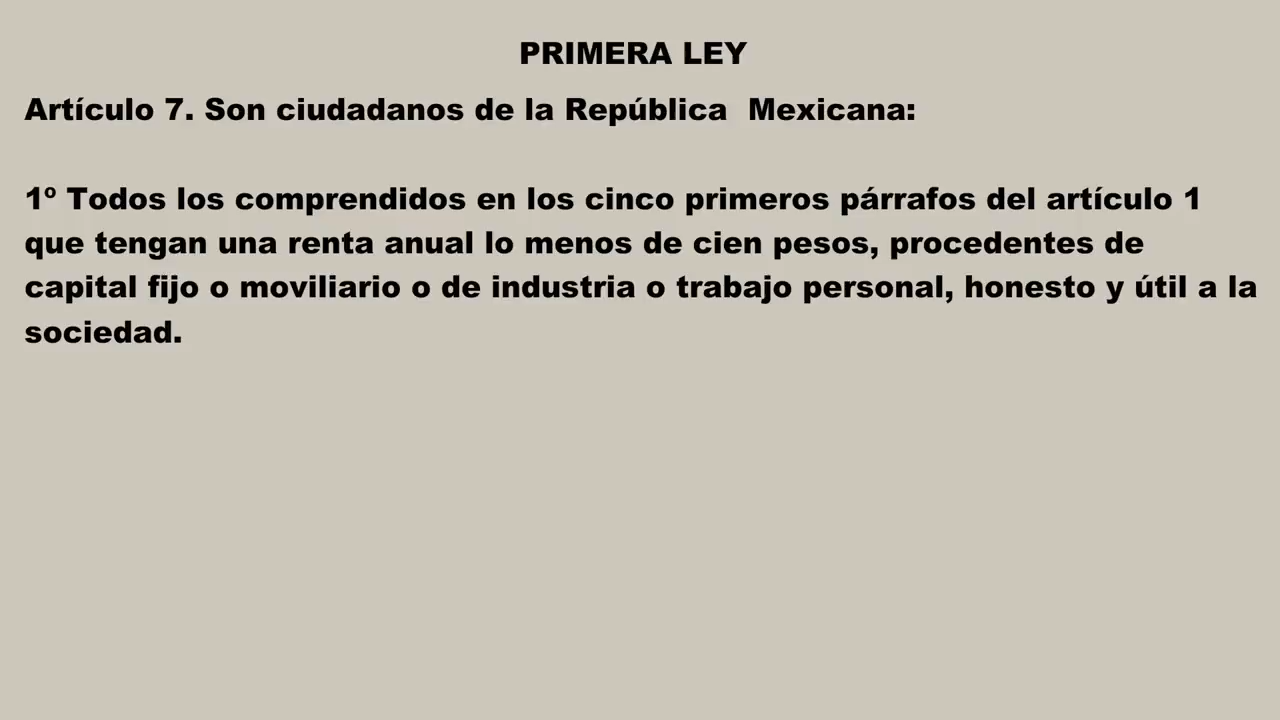 PRIMERA LEY
Artículo 7. Son ciudadanos de la República  Mexicana:
1º Todos los comprendidos en los cinco primeros párrafos del artículo 1
que tengan una renta anual lo menos de cien pesos, procedentes de
capital fijo o moviliario o de industria o trabajo personal, honesto y útil a la
sociedad.